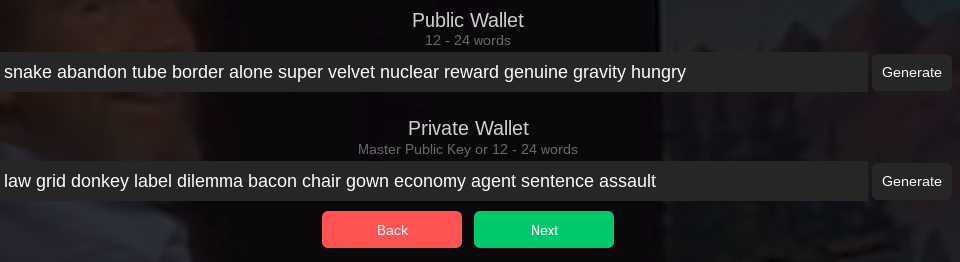 Public Wallet
12 - 24 words
snake abandon tube border alone super velvet nuclear reward genuine gravity hungry
Generate
Private Wallet
Master Public Key or 12 - 24 words
law grid donkey label dilemma bacon chair gown economy agent sentence assault
Generate
Back
Next